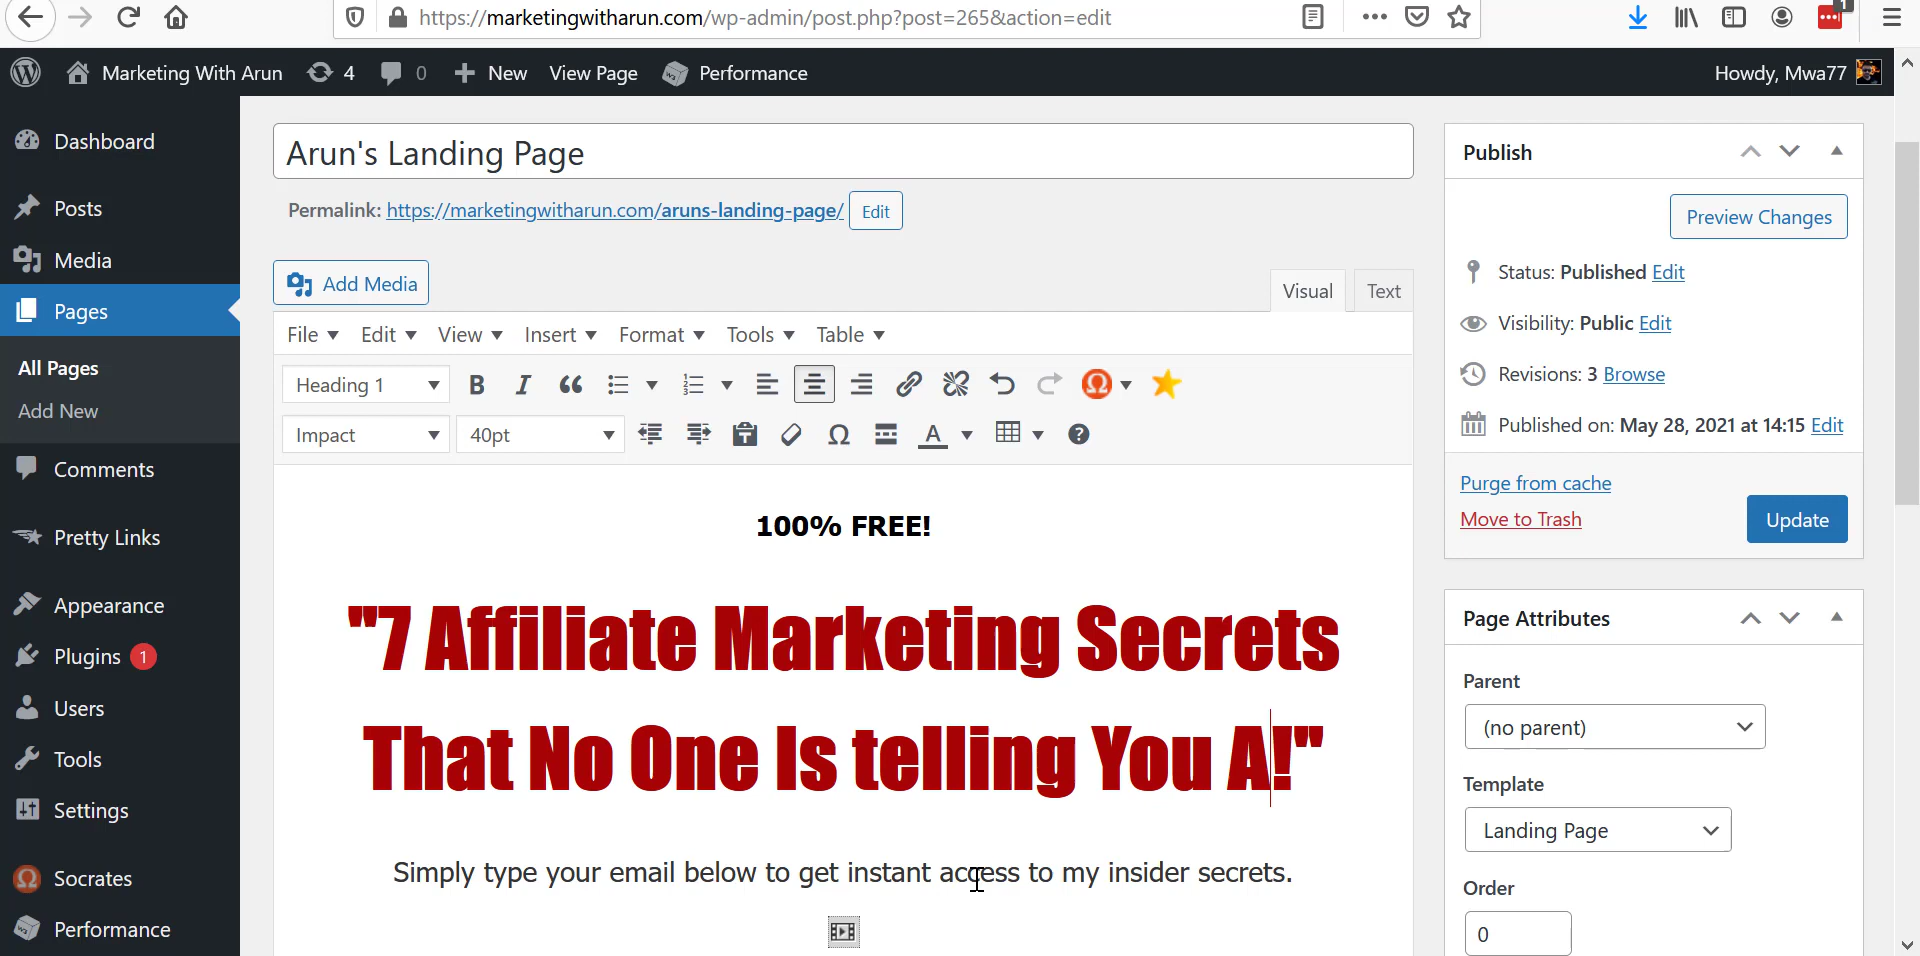 https://marketingwitharun.com/wp-admin/post.php?post=265&action=edit
1
Marketing With Arun 4 0 New View Page Performance Howdy, Mwa77
Dashboard
Posts
Media
Pages
All Pages
Add New
Comments
Pretty Links
Appearance
Plugins 1
Users
Tools
Settings
Socrates
Performance
Arun's Landing Page
Permalink: https://marketingwitharun.com/aruns-landing-page/ Edit
Add Media
Visual Text
File Edit View Insert Format Tools Table
Heading 1
Impact 40pt
100% FREE!
"7 Affiliate Marketing Secrets
That No One Is telling You A!"
Simply type your email below to get instant access to my insider secrets.
Publish
Preview Changes
Status: Published Edit
Visibility: Public Edit
Revisions: 3 Browse
Published on: May 28, 2021 at 14:15 Edit
Purge from cache
Move to Trash
Update
Page Attributes
Parent
(no parent)
Template
Landing Page
Order
0